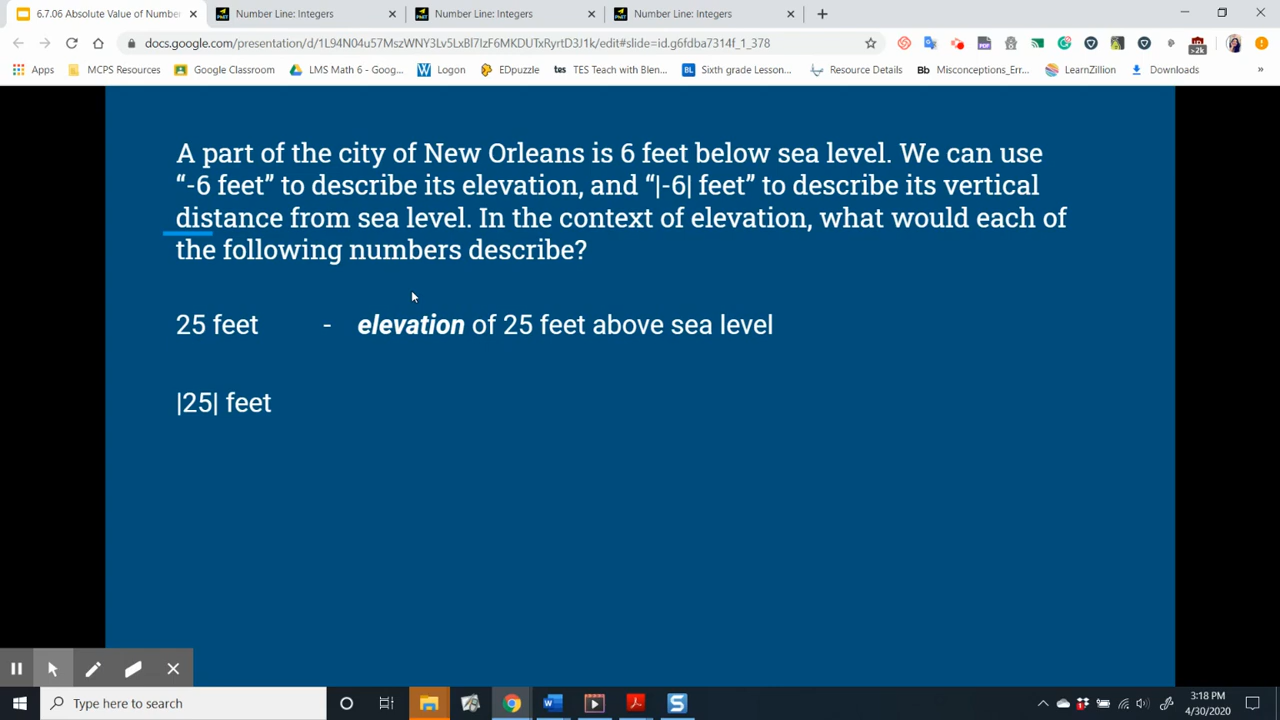 6.7.06 Absolute Value of Number
Number Line: Integers
Number Line: Integers
Number Line: Integers
docs.google.com/presentation/d/1L94N04u57MszWNY3Lv5LxBl7IzF6MKDUTxRyrtD3J1k/edit#slide=id.g6fdba7314f_1_378
Apps
MCPS Resources
Google Classroom
LMS Math 6 - Goog...
Logon
EDpuzzle
TES Teach with Blen...
Sixth grade Lesson...
Resource Details
Misconceptions_Err...
LearnZillion
Downloads
A part of the city of New Orleans is 6 feet below sea level. We can use
“-6 feet” to describe its elevation, and “|-6| feet” to describe its vertical
distance from sea level. In the context of elevation, what would each of
the following numbers describe?
25 feet - elevation of 25 feet above sea level
|25| feet
Type here to search
3:18 PM
4/30/2020